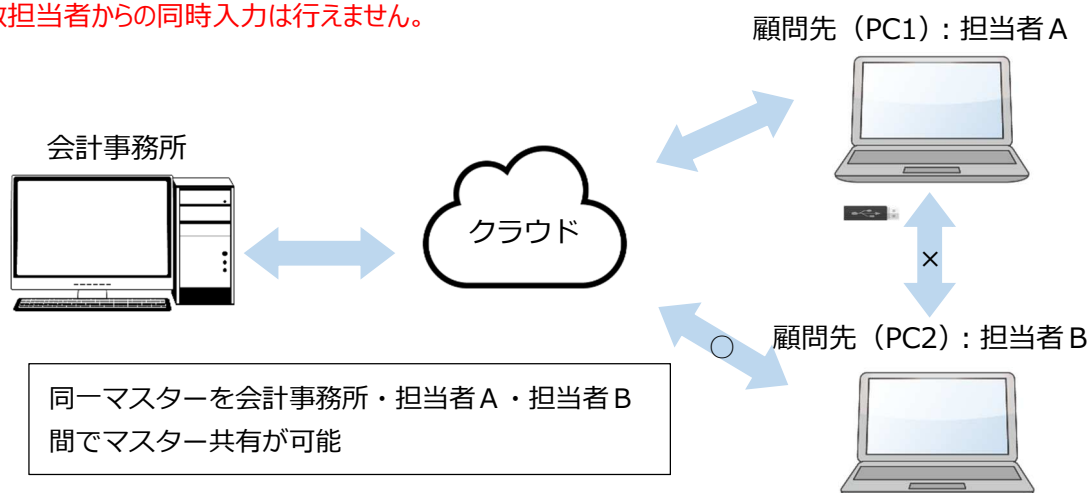 数担当者からの同時入力は行えません。
顧問先（PC1）：担当者A
会計事務所
クラウド
×
○
顧問先（PC2）：担当者B
同一マスターを会計事務所・担当者A・担当者B
間でマスター共有が可能